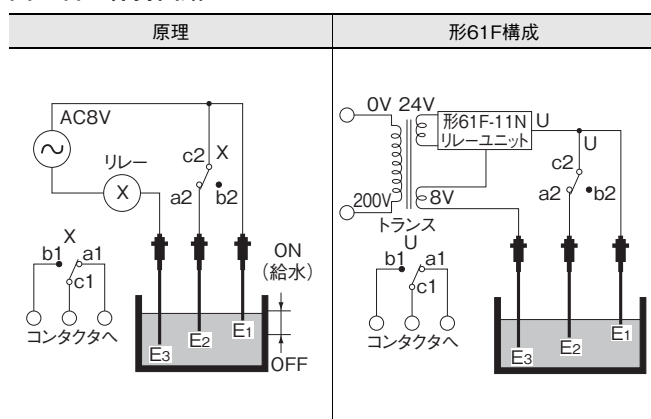 原理
AC8V
リレー
X
c2 X
a2 b2
X
b1 a1
c1
コンタクタへ
E3 E2 E1
ON
(給水)
OFF
形61F構成
0V 24V
形61F-11N
リレーユニット
U
U
c2
a2 b2
200V 8V
トランス
U
b1 a1
c1
コンタクタへ
E3 E2 E1